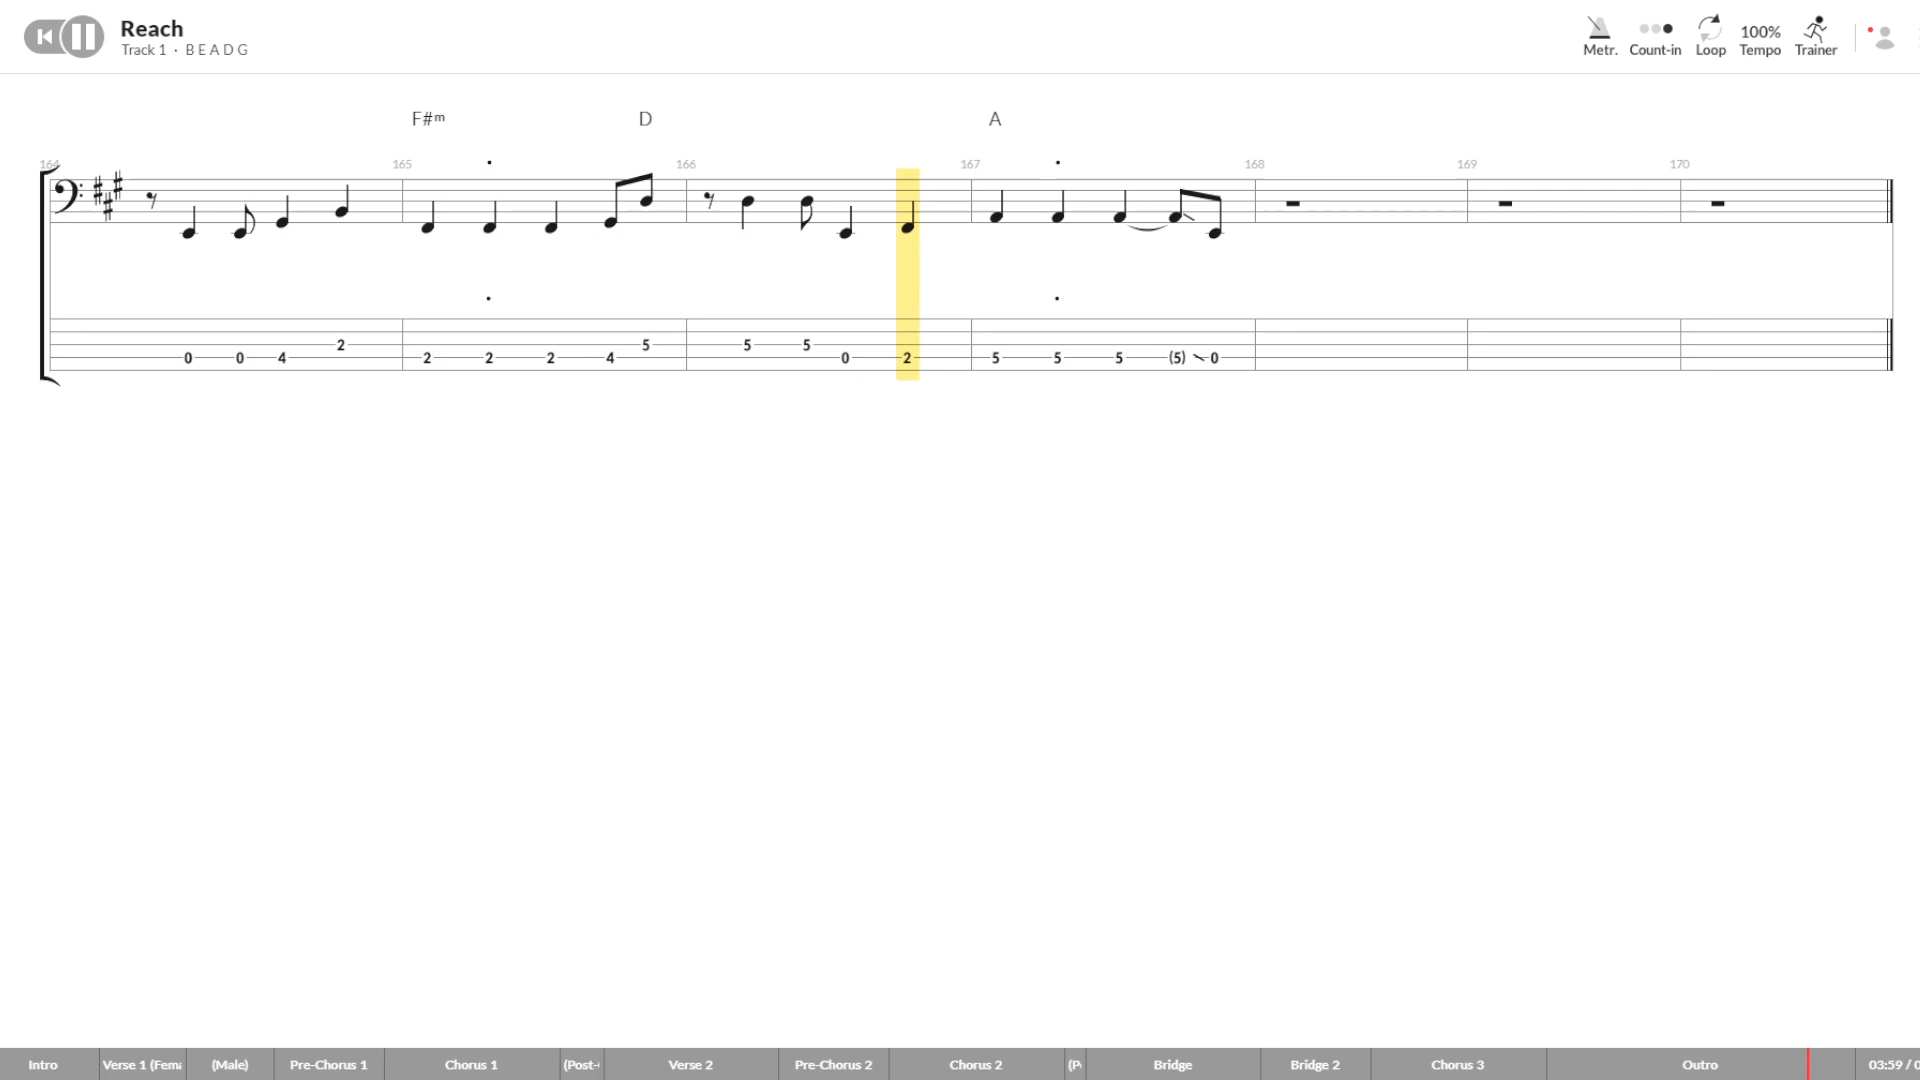 Reach
Track 1 · B E A D G
Metr.
Count-in
Loop
100%
Tempo
Trainer
F#m D A
164 165 166 167 168 169 170
0 0 4 2 2 2 2 4 5 5 5 0 2 5 5 5 (5) 0
Intro Verse 1 (Fema (Male) Pre-Chorus 1 Chorus 1 (Post- Verse 2 Pre-Chorus 2 Chorus 2 (P Bridge Bridge 2 Chorus 3 Outro 03:59 / 0